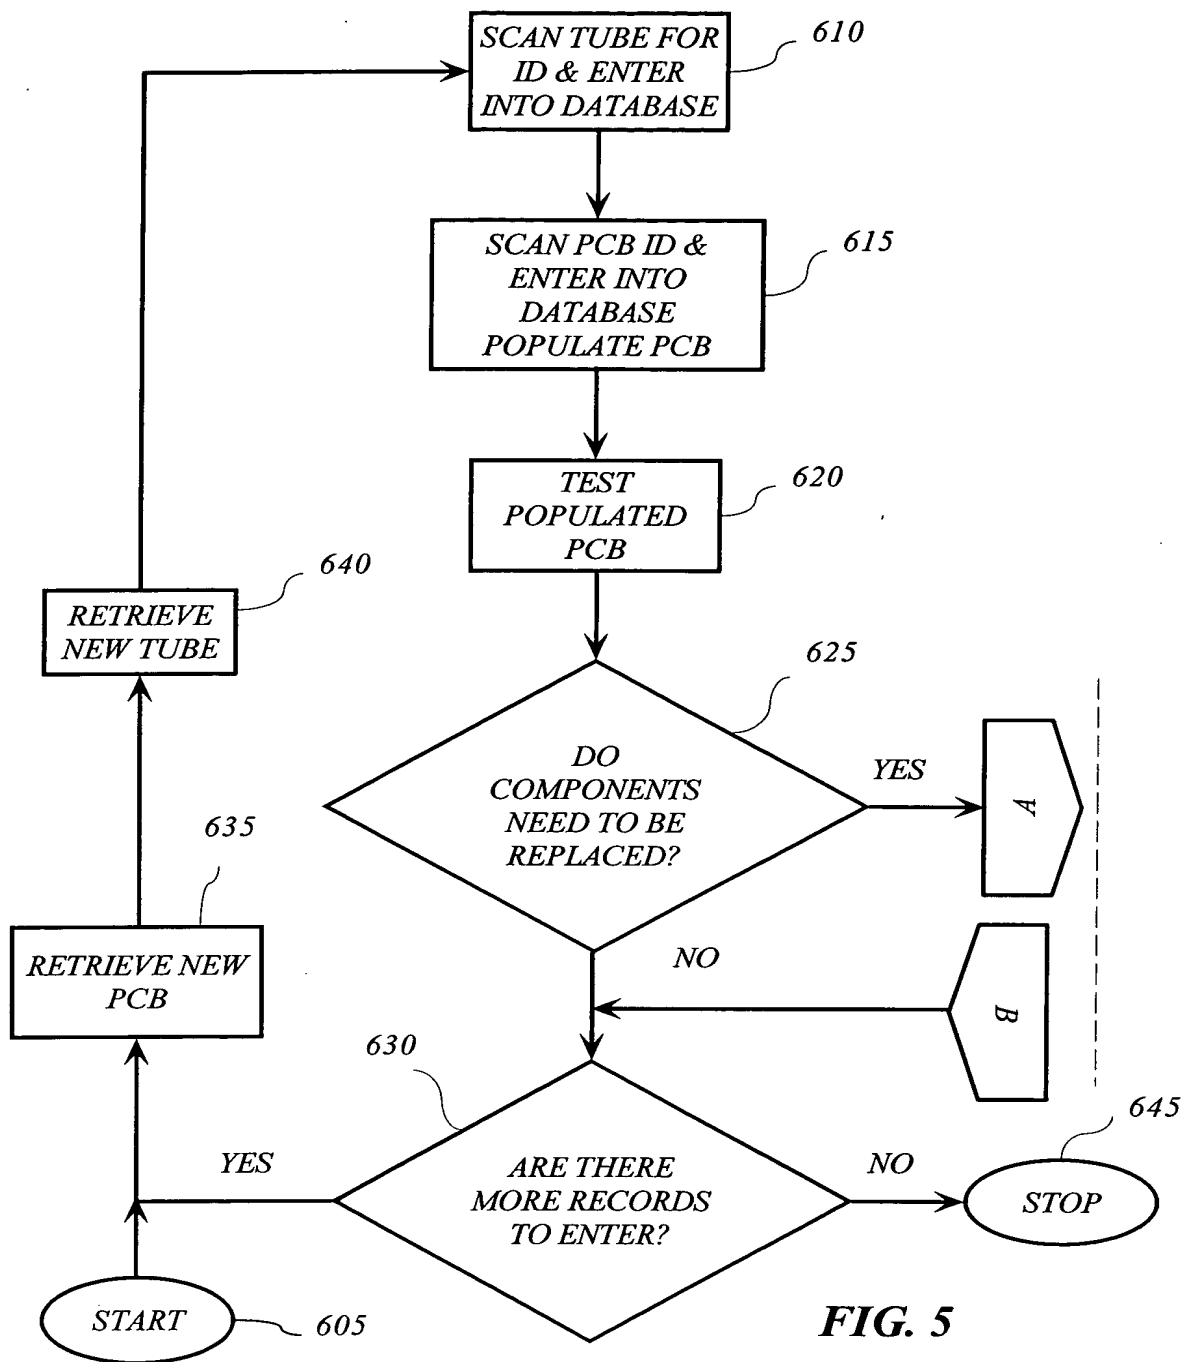 SCAN TUBE FOR
ID & ENTER
INTO DATABASE
610
SCAN PCB ID &
ENTER INTO
DATABASE
POPULATE PCB
615
TEST
POPULATED
PCB
620
RETRIEVE
NEW TUBE
640
DO
COMPONENTS
NEED TO BE
REPLACED?
625
YES
A
635
RETRIEVE NEW
PCB
NO
B
630
ARE THERE
MORE RECORDS
TO ENTER?
YES
NO
645
STOP
START
605
FIG. 5